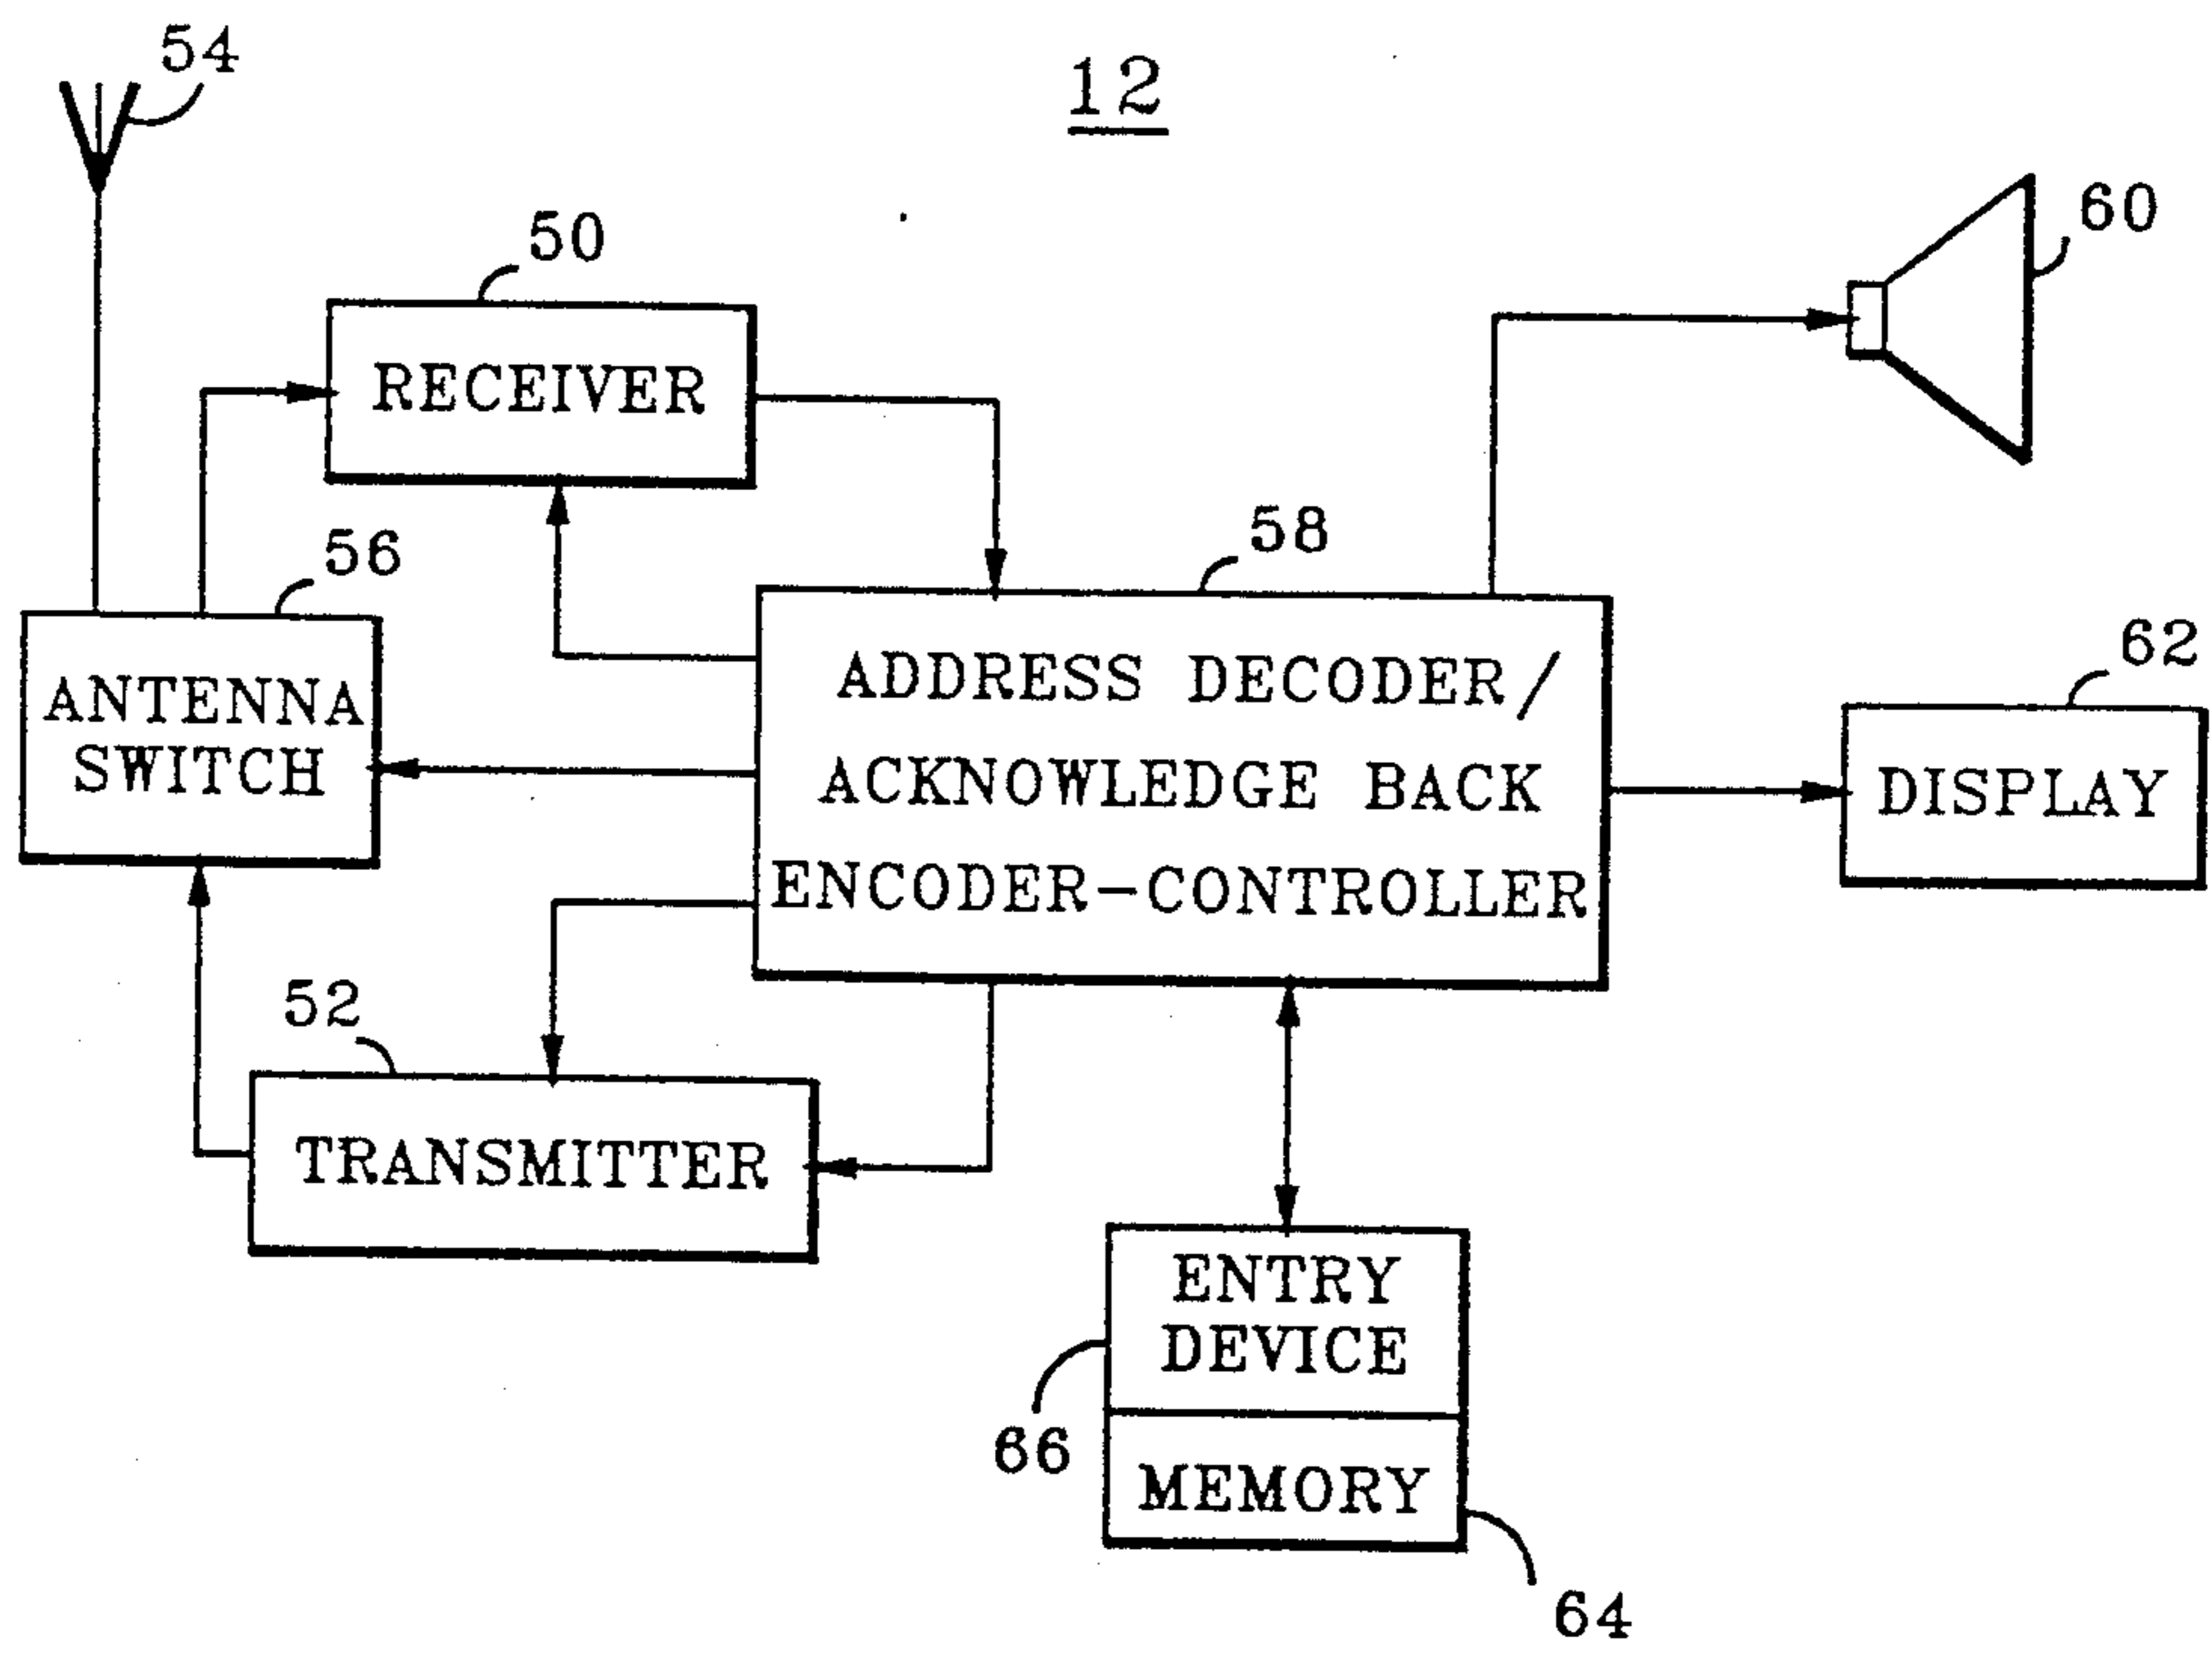 54
12
60
50
RECEIVER
56
58
ANTENNA
SWITCH
ADDRESS DECODER/
ACKNOWLEDGE BACK
ENCODER-CONTROLLER
62
DISPLAY
52
TRANSMITTER
ENTRY
DEVICE
66
MEMORY
64